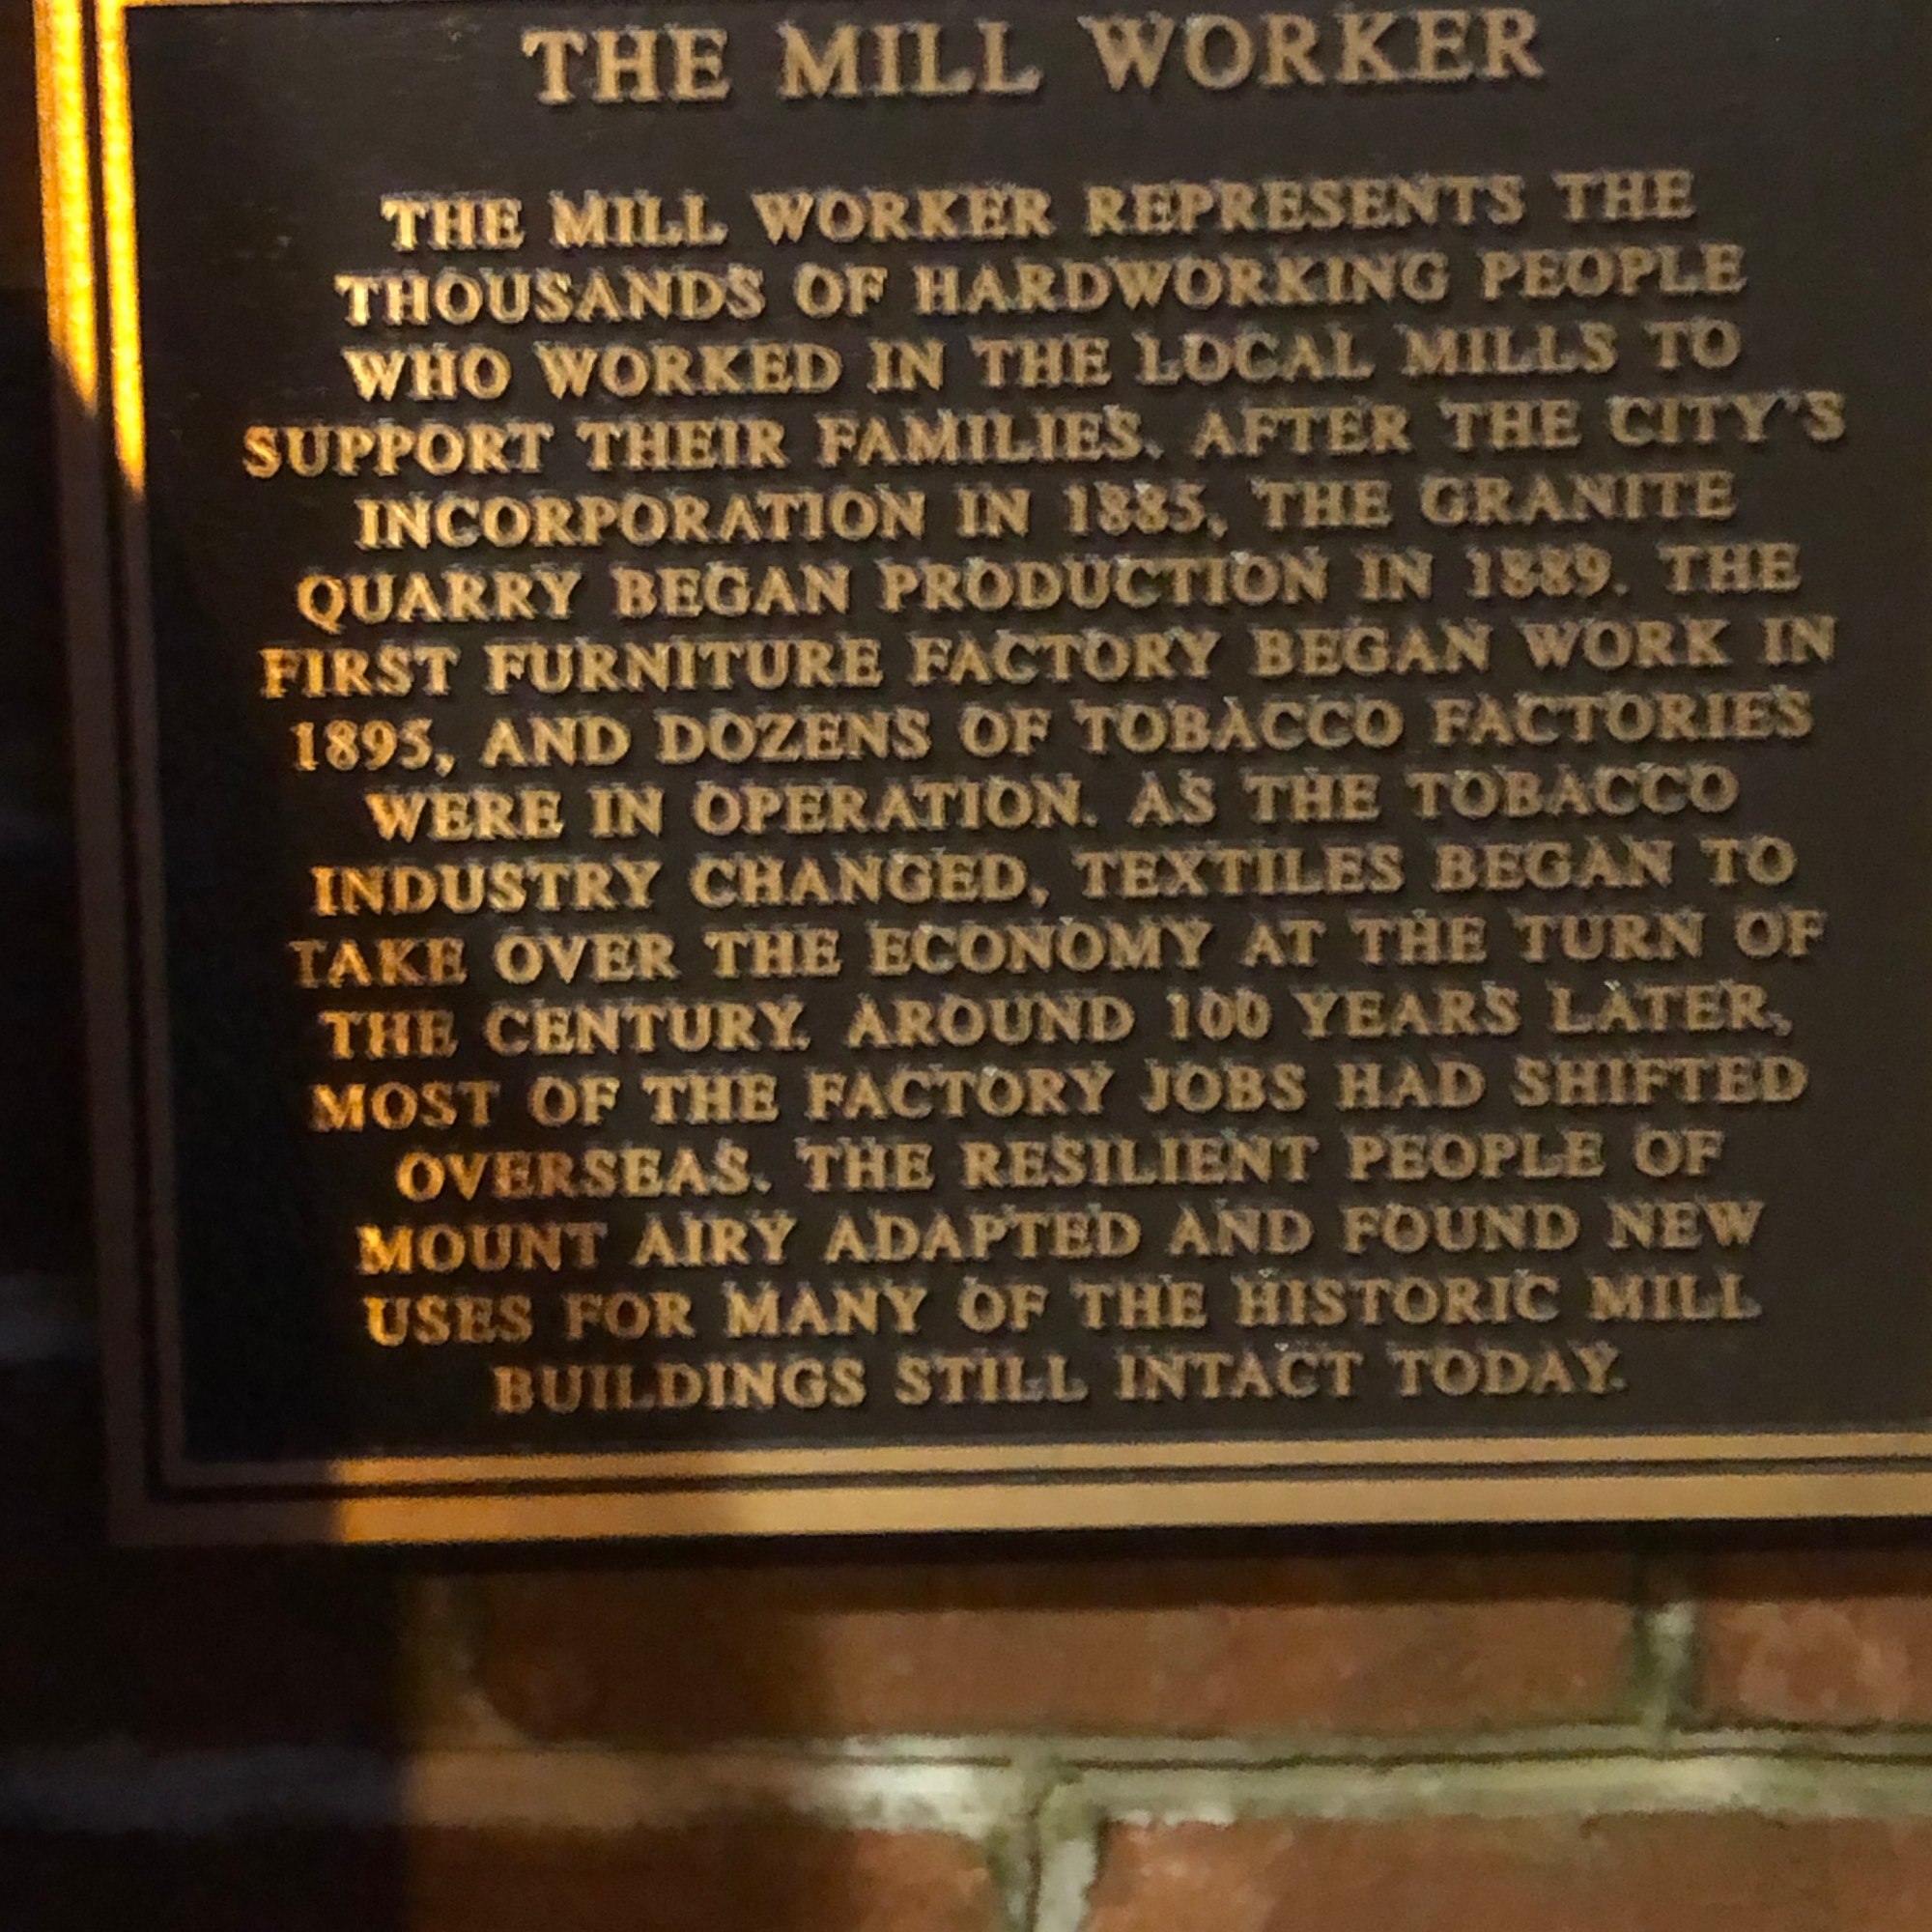 THE MILL WORKER
THE MILL WORKER REPRESENTS THE
THOUSANDS OF HARDWORKING PEOPLE
WHO WORKED IN THE LOCAL MILLS TO
SUPPORT THEIR FAMILIES. AFTER THE CITY'S
INCORPORATION IN 1885, THE GRANITE
QUARRY BEGAN PRODUCTION IN 1889. THE
FIRST FURNITURE FACTORY BEGAN WORK IN
1895, AND DOZENS OF TOBACCO FACTORIES
WERE IN OPERATION. AS THE TOBACCO
INDUSTRY CHANGED, TEXTILES BEGAN TO
TAKE OVER THE ECONOMY AT THE TURN OF
THE CENTURY. AROUND 100 YEARS LATER,
MOST OF THE FACTORY JOBS HAD SHIFTED
OVERSEAS. THE RESILIENT PEOPLE OF
MOUNT AIRY ADAPTED AND FOUND NEW
USES FOR MANY OF THE HISTORIC MILL
BUILDINGS STILL INTACT TODAY.